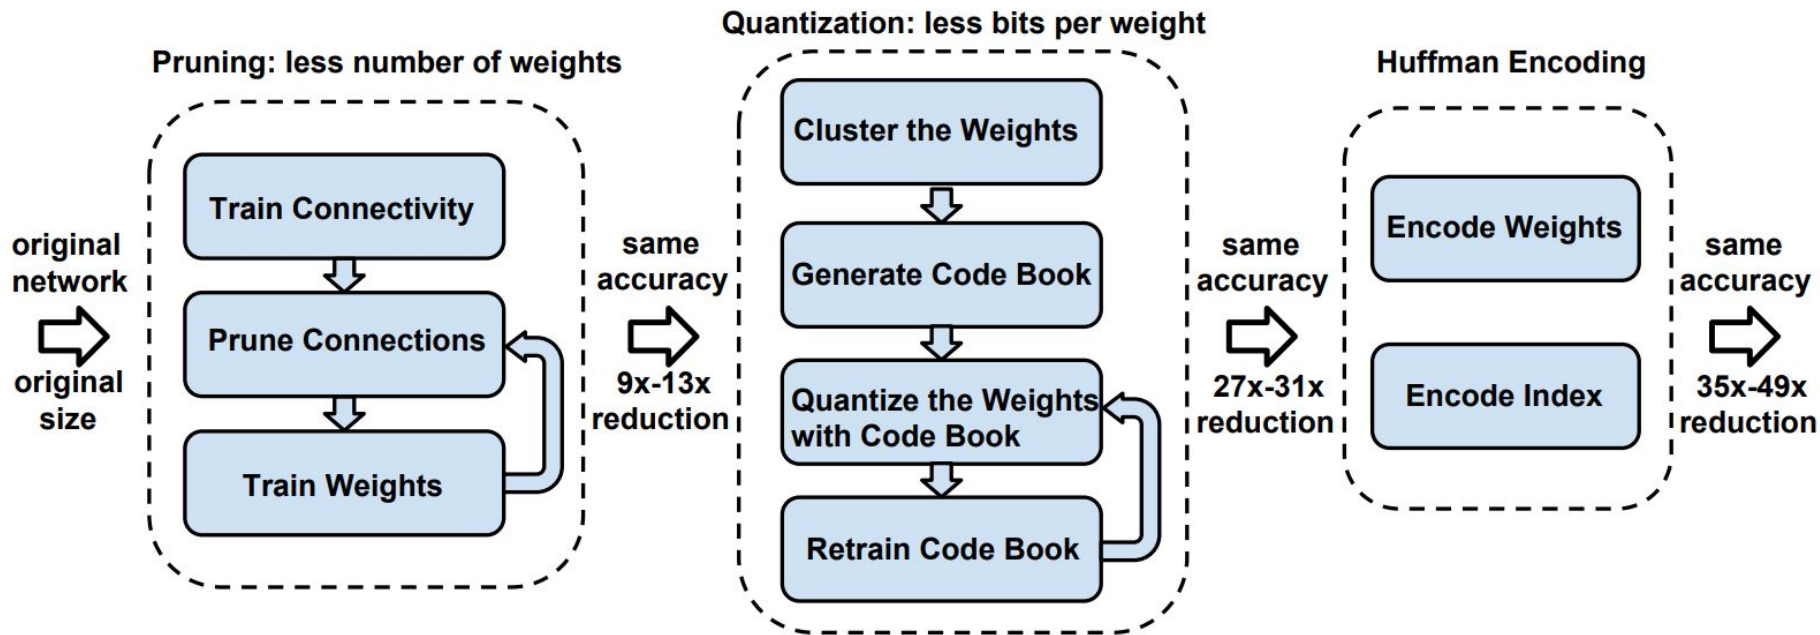 Pruning: less number of weights
Train Connectivity
Prune Connections
Train Weights
original
network
original
size
same
accuracy
9x-13x
reduction
Quantization: less bits per weight
Cluster the Weights
Generate Code Book
Quantize the Weights
with Code Book
Retrain Code Book
same
accuracy
27x-31x
reduction
Huffman Encoding
Encode Weights
Encode Index
same
accuracy
35x-49x
reduction